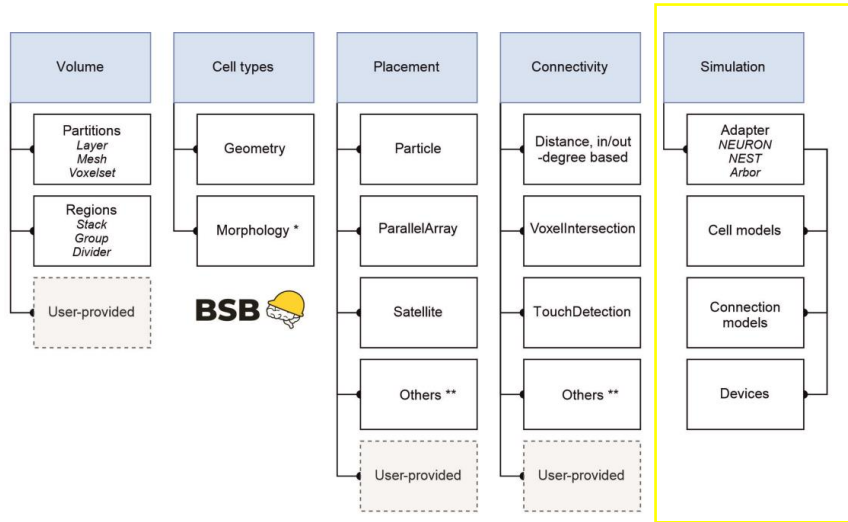 Volume
Partitions
Layer
Mesh
Voxelset
Regions
Stack
Group
Divider
User-provided
Cell types
Geometry
Morphology *
BSB
Placement
Particle
ParallelArray
Satellite
Others **
User-provided
Connectivity
Distance, in/out
-degree based
VoxelIntersection
TouchDetection
Others **
User-provided
Simulation
Adapter
NEURON
NEST
Arbor
Cell models
Connection
models
Devices